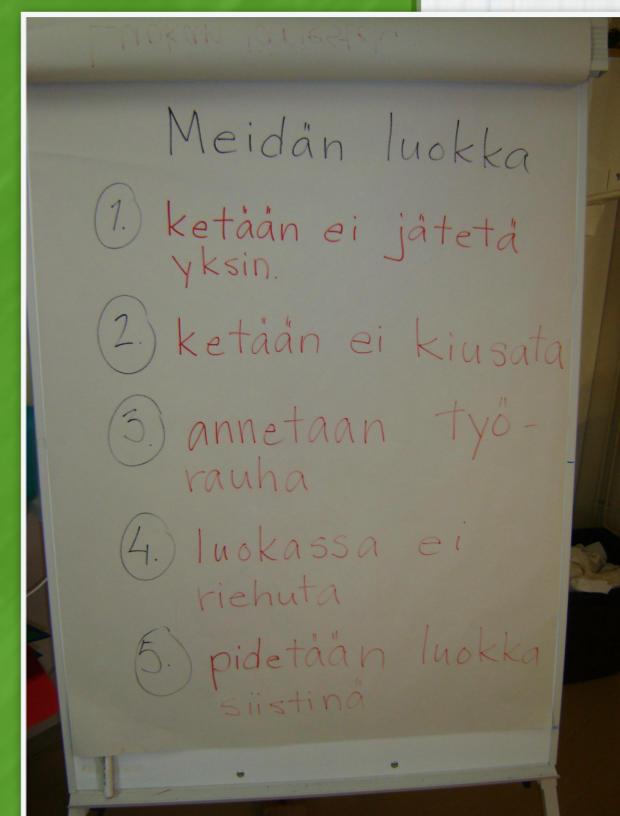 Meidän luokka
1. ketään ei jätetä
yksin.
2. ketään ei kiusata
3. annetaan työ-
rauha
4. luokassa ei
riehuta
5. pidetään luokka
siistinä